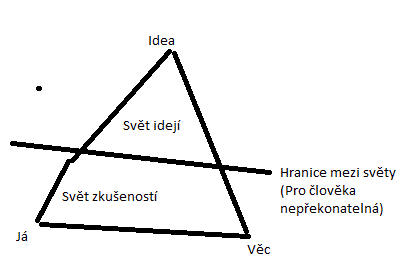 Idea
Svět idejí
Hranice mezi světy
(Pro člověka
nepřekonatelná)
Svět zkušeností
Já
Věc